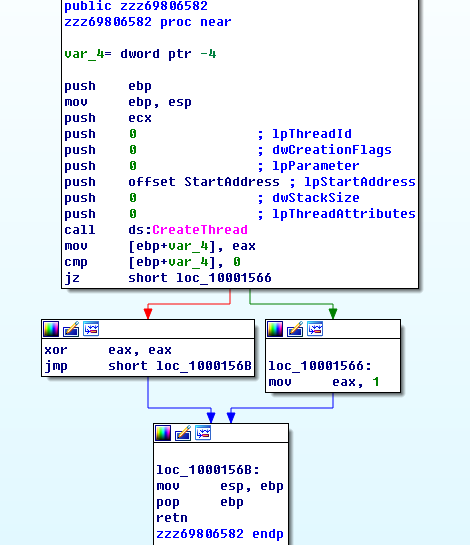 public zzz69806582
zzz69806582 proc near
var_4= dword ptr -4
push ebp
mov ebp, esp
push ecx
push 0 ; lpThreadId
push 0 ; dwCreationFlags
push 0 ; lpParameter
push offset StartAddress ; lpStartAddress
push 0 ; dwStackSize
push 0 ; lpThreadAttributes
call ds:CreateThread
mov [ebp+var_4], eax
cmp [ebp+var_4], 0
jz short loc_10001566
xor eax, eax
jmp short loc_1000156B
loc_10001566:
mov eax, 1
loc_1000156B:
mov esp, ebp
pop ebp
retn
zzz69806582 endp